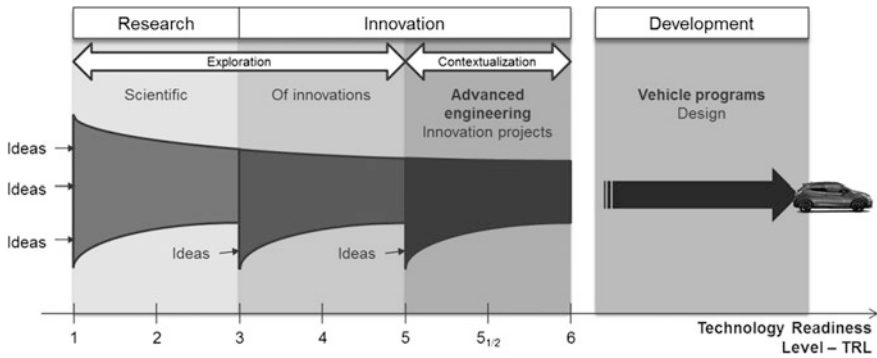 Research
Innovation
Development
Exploration
Contextualization
Scientific
Of innovations
Advanced
engineering
Innovation projects
Vehicle programs
Design
Ideas
Ideas
Ideas
Ideas
Ideas
1
2
3
4
5
5 1/2
6
Technology Readiness
Level – TRL